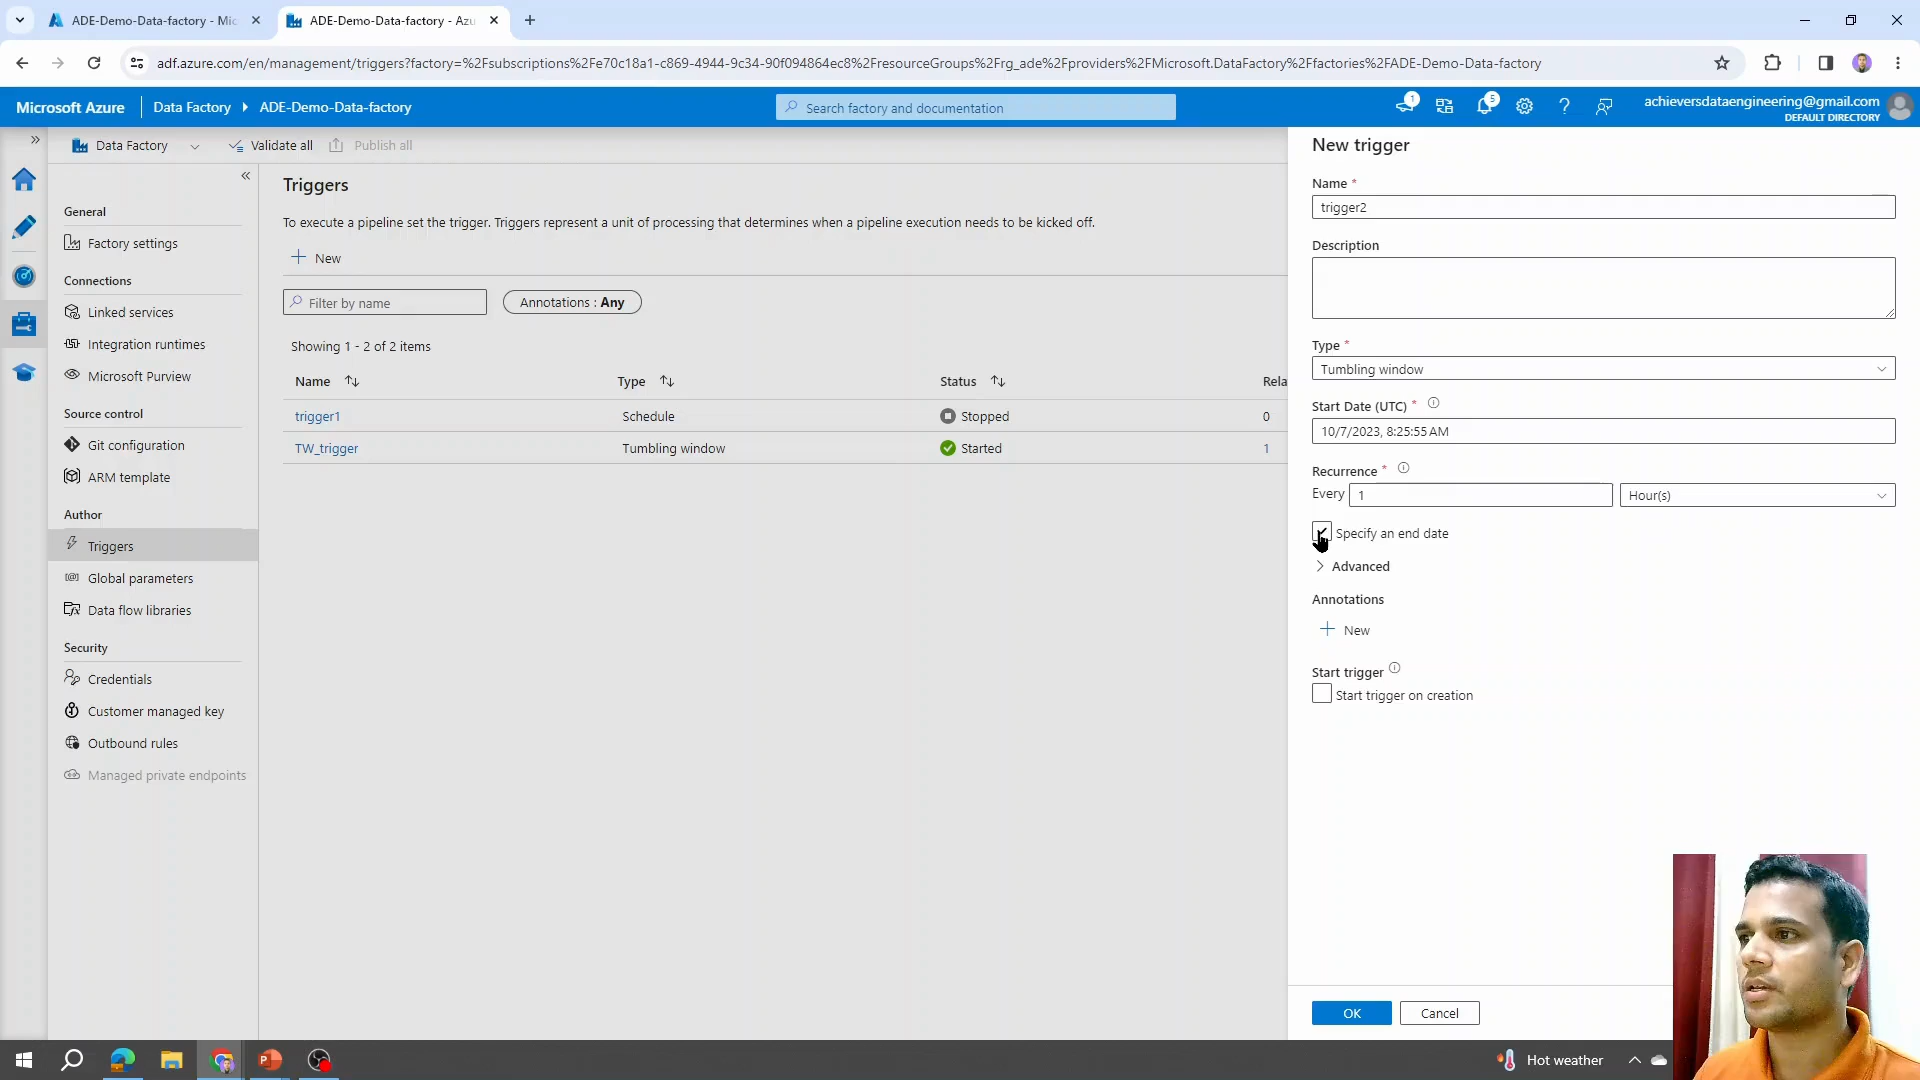 ADE-Demo-Data-factory - Mic
ADE-Demo-Data-factory - Azu
adf.azure.com/en/management/triggers?factory=%2Fsubscriptions%2Fe70c18a1-c869-4944-9c34-90f094864ec8%2FresourceGroups%2Frg_ade%2Fproviders%2FMicrosoft.DataFactory%2Ffactories%2FADE-Demo-Data-factory
Microsoft Azure
Data Factory
ADE-Demo-Data-factory
Search factory and documentation
1
5
achieversdataengineering@gmail.com
DEFAULT DIRECTORY
Data Factory
Validate all
Publish all
General
Factory settings
Connections
Linked services
Integration runtimes
Microsoft Purview
Source control
Git configuration
ARM template
Author
Triggers
Global parameters
Data flow libraries
Security
Credentials
Customer managed key
Outbound rules
Managed private endpoints
Triggers
To execute a pipeline set the trigger. Triggers represent a unit of processing that determines when a pipeline execution needs to be kicked off.
New
Filter by name
Annotations : Any
Showing 1 - 2 of 2 items
Name Type Status Rela
trigger1 Schedule Stopped 0
TW_trigger Tumbling window Started 1
New trigger
Name *
trigger2
Description
Type *
Tumbling window
Start Date (UTC) *
10/7/2023, 8:25:55 AM
Recurrence *
Every 1 Hour(s)
Specify an end date
Advanced
Annotations
New
Start trigger
Start trigger on creation
OK
Cancel
Hot weather